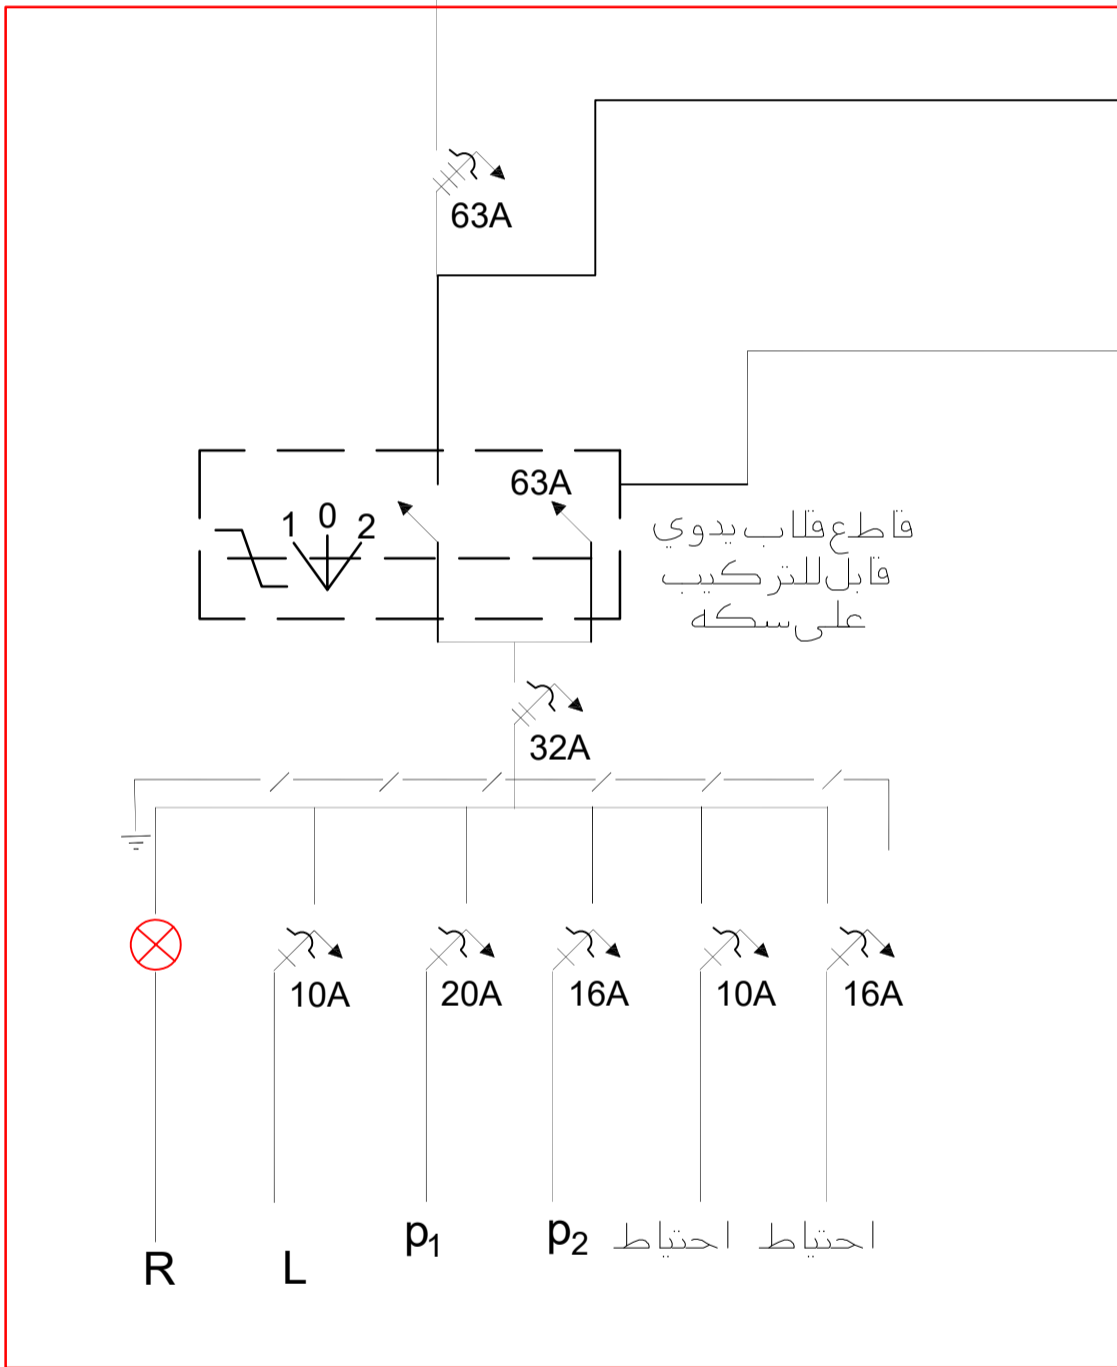 63A
63A
1 0 2
قاطع قلاب يدوي
قابل للتركيب
على سكه
32A
10A 20A 16A 10A 16A
R L p1 p2 احتياط احتياط